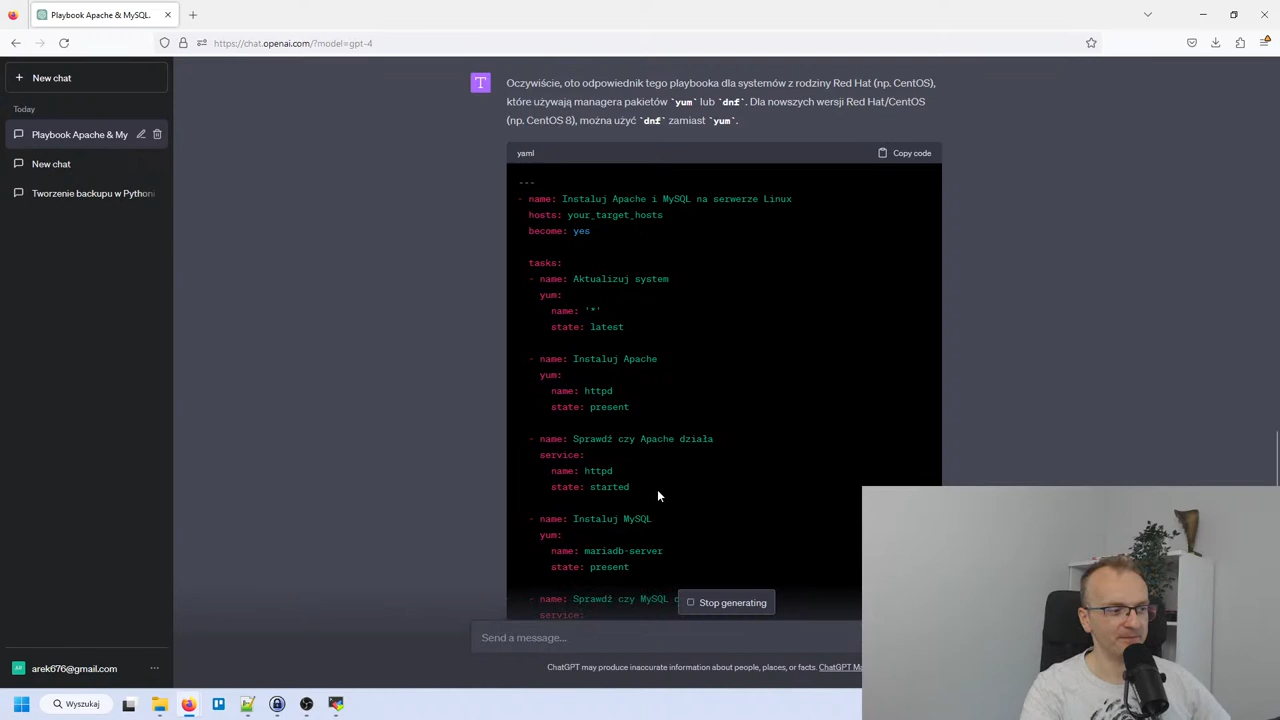 Playbook Apache & MySQL.
https://chat.openai.com/?model=gpt-4
New chat
Today
Playbook Apache & My
New chat
Tworzenie backupu w Pythoni
arek676@gmail.com
T
Oczywiście, oto odpowiednik tego playbooka dla systemów z rodziny Red Hat (np. CentOS),
które używają managera pakietów `yum` lub `dnf`. Dla nowszych wersji Red Hat/CentOS
(np. CentOS 8), można użyć `dnf` zamiast `yum`.
yaml
Copy code
---
- name: Instaluj Apache i MySQL na serwerze Linux
hosts: your_target_hosts
become: yes
tasks:
- name: Aktualizuj system
yum:
name: '*'
state: latest
- name: Instaluj Apache
yum:
name: httpd
state: present
- name: Sprawdź czy Apache działa
service:
name: httpd
state: started
- name: Instaluj MySQL
yum:
name: mariadb-server
state: present
- name: Sprawdź czy MySQL
service:
Stop generating
Send a message...
ChatGPT may produce inaccurate information about people, places, or facts. ChatGPT Ma
Wyszukaj